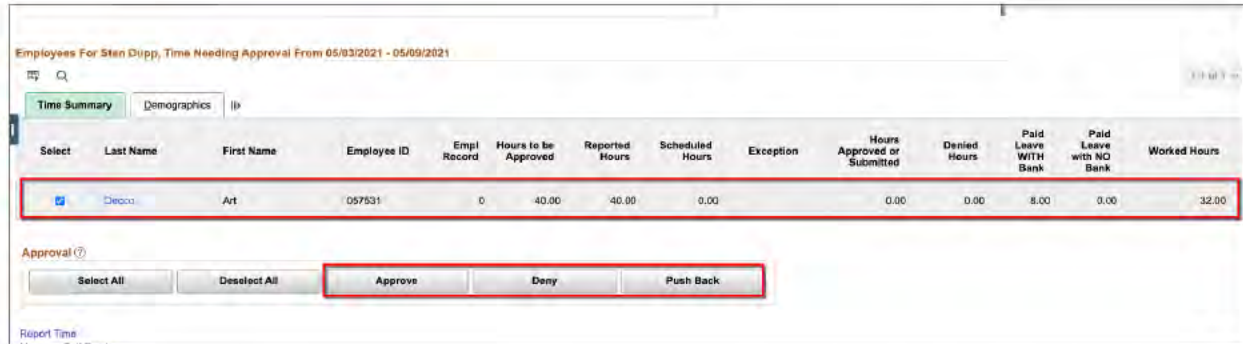 Employees For Sten Dupp, Time Needing Approval From 05/03/2021 - 05/09/2021
Time Summary Demographics
Select Last Name First Name Employee ID Empl Record Hours to be Approved Reported Hours Scheduled Hours Exception Hours Approved or Submitted Denied Hours Paid Leave WITH Bank Paid Leave with NO Bank Worked Hours
Decco Art 057531 0 40.00 40.00 0.00 0.00 0.00 8.00 0.00 32.00
Approval
Select All Deselect All Approve Deny Push Back
Report Time